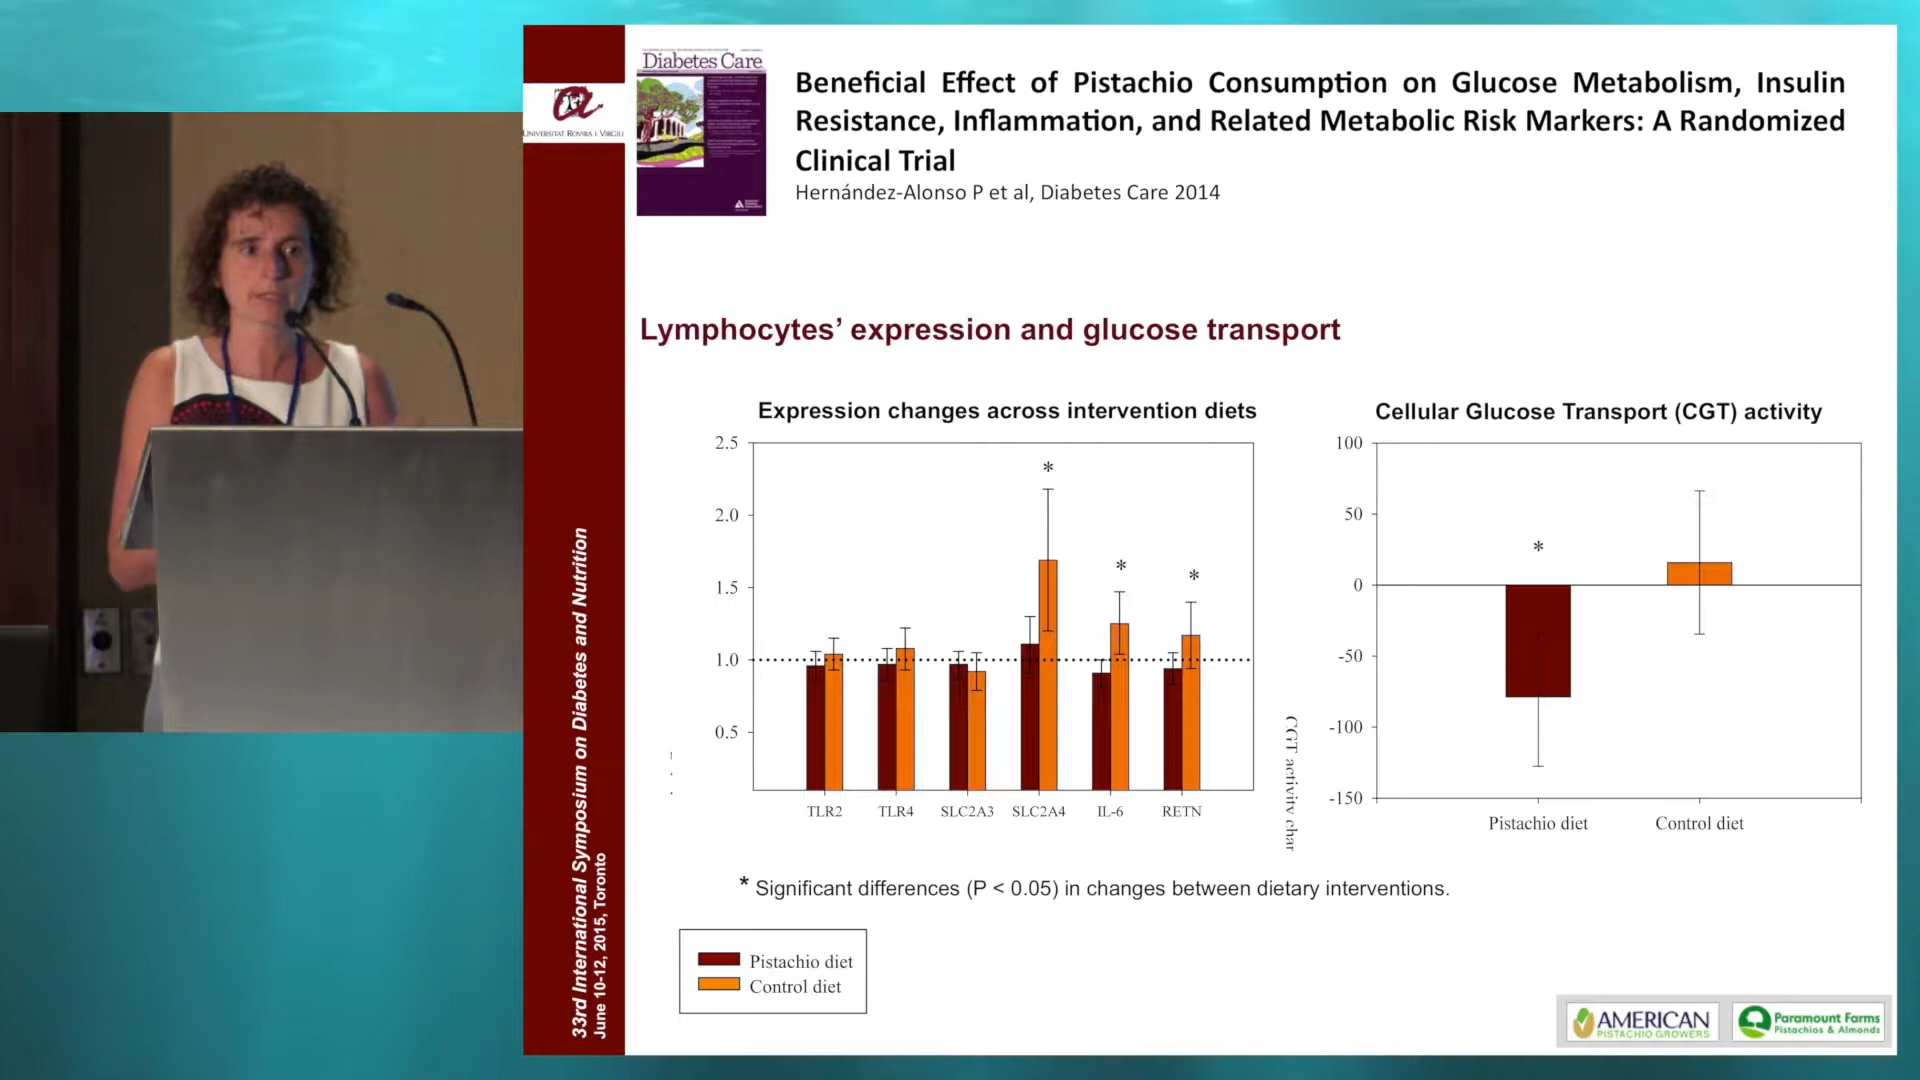 Diabetes Care
UNIVERSITAT ROVIRA I VIRGILI
Beneficial Effect of Pistachio Consumption on Glucose Metabolism, Insulin
Resistance, Inflammation, and Related Metabolic Risk Markers: A Randomized
Clinical Trial
Hernández-Alonso P et al, Diabetes Care 2014
33rd International Symposium on Diabetes and Nutrition
June 10-12, 2015, Toronto
Lymphocytes' expression and glucose transport
Expression changes across intervention diets
2.5
2.0
1.5
1.0
0.5
*
*
*
TLR2 TLR4 SLC2A3 SLC2A4 IL-6 RETN
Cellular Glucose Transport (CGT) activity
100
50
0
-50
-100
-150
*
CGT activity
Pistachio diet Control diet
* Significant differences (P < 0.05) in changes between dietary interventions.
Pistachio diet
Control diet
AMERICAN
PISTACHIO GROWERS
Paramount Farms
Pistachios & Almonds